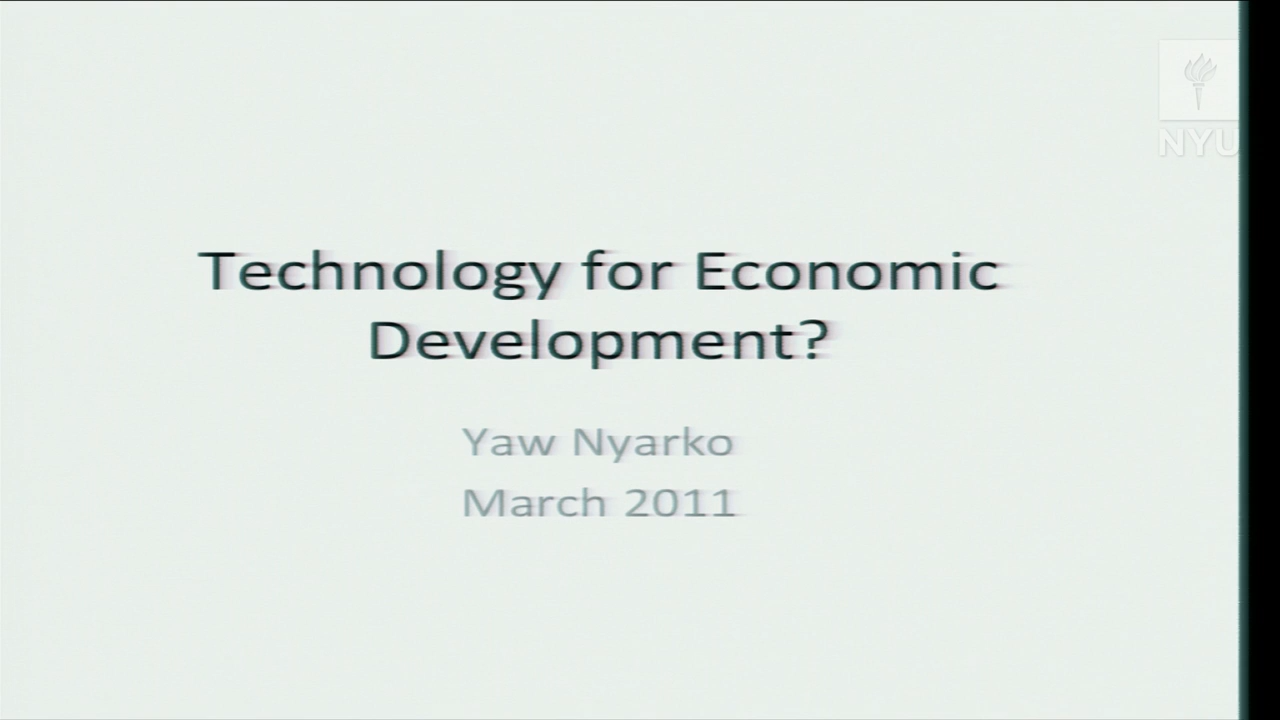 NYU
Technology for Economic
Development?
Yaw Nyarko
March 2011